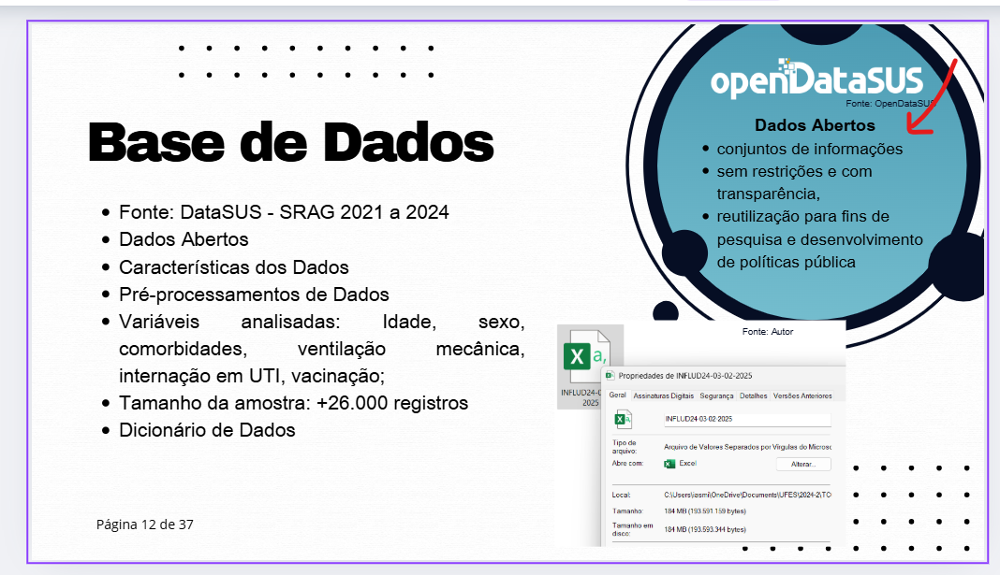 openDataSUS
Fonte: OpenDataSUS
Dados Abertos
• conjuntos de informações
• sem restrições e com
transparência,
• reutilização para fins de
pesquisa e desenvolvimento
de políticas pública
Base de Dados
• Fonte: DataSUS - SRAG 2021 a 2024
• Dados Abertos
• Características dos Dados
• Pré-processamentos de Dados
• Variáveis analisadas: Idade, sexo,
comorbidades, ventilação mecânica,
internação em UTI, vacinação;
• Tamanho da amostra: +26.000 registros
• Dicionário de Dados
Fonte: Autor
X a,
INFLUD24-0
2025
Propriedades de INFLUD24-03-02-2025
Geral Assinaturas Digitais Segurança Detalhes Versões Anteriores
INFLUD24-03-02-2025
Tipo de
arquivo:
Arquivo de Valores Separados por Vírgulas do Microso
Abre com: Excel Alterar...
Local: C:\Users\iasmi\OneDrive\Documents\UFES\2024-2\TC
Tamanho: 184 MB (193.591.159 bytes)
Tamanho em
disco:
184 MB (193.593.344 bytes)
Página 12 de 37